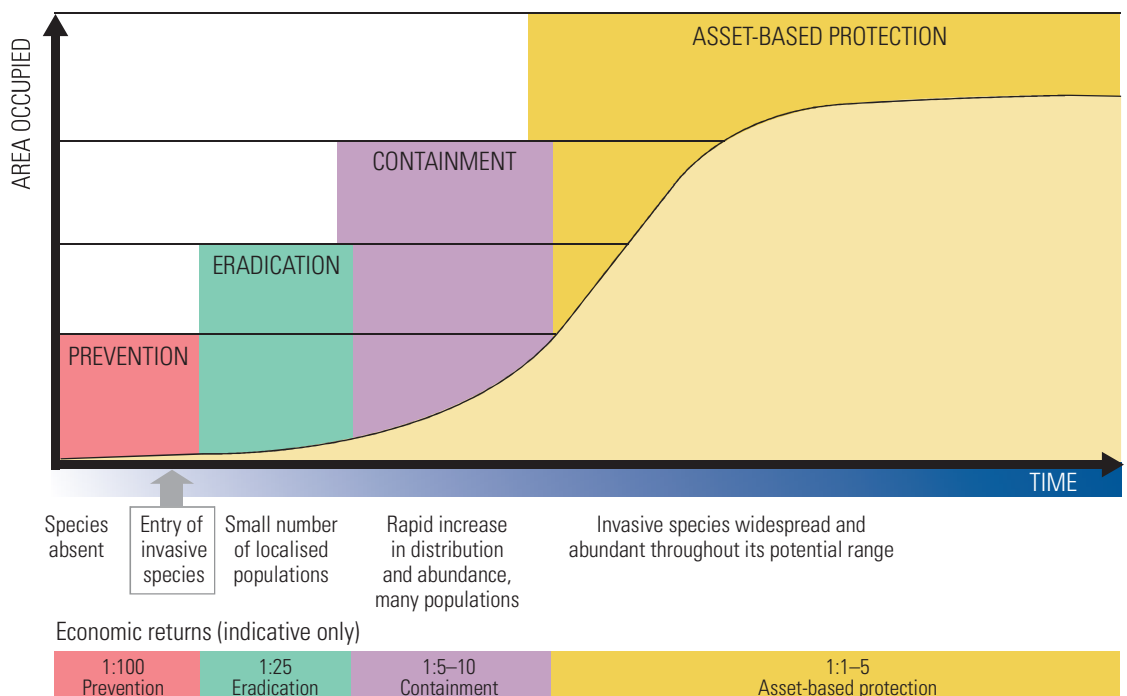 AREA OCCUPIED
ASSET-BASED PROTECTION
CONTAINMENT
ERADICATION
PREVENTION
TIME
Species
absent
Entry of
invasive
species
Small number
of localised
populations
Rapid increase
in distribution
and abundance,
many populations
Invasive species widespread and
abundant throughout its potential range
Economic returns (indicative only)
1:100
Prevention
1:25
Eradication
1:5–10
Containment
1:1–5
Asset-based protection